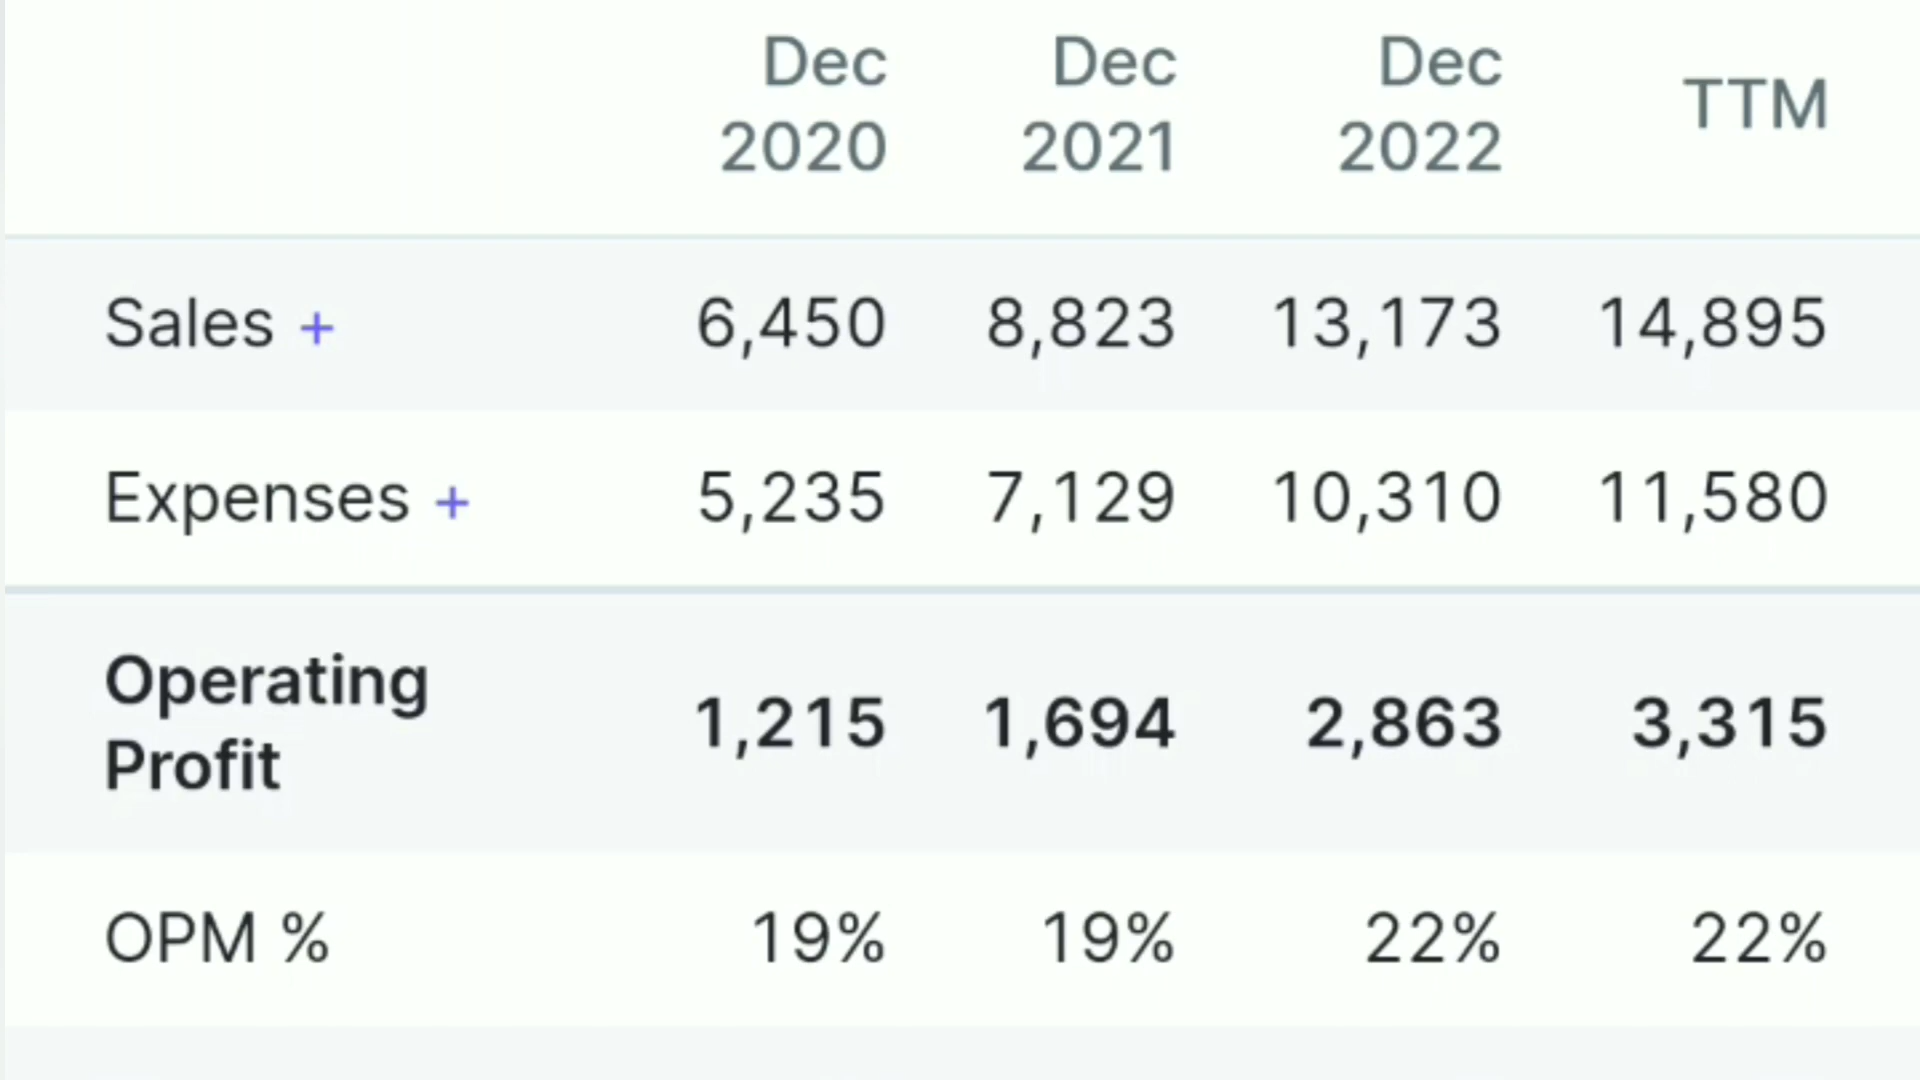 Dec 2020 Dec 2021 Dec 2022 TTM
Sales + 6,450 8,823 13,173 14,895
Expenses + 5,235 7,129 10,310 11,580
Operating Profit 1,215 1,694 2,863 3,315
OPM % 19% 19% 22% 22%